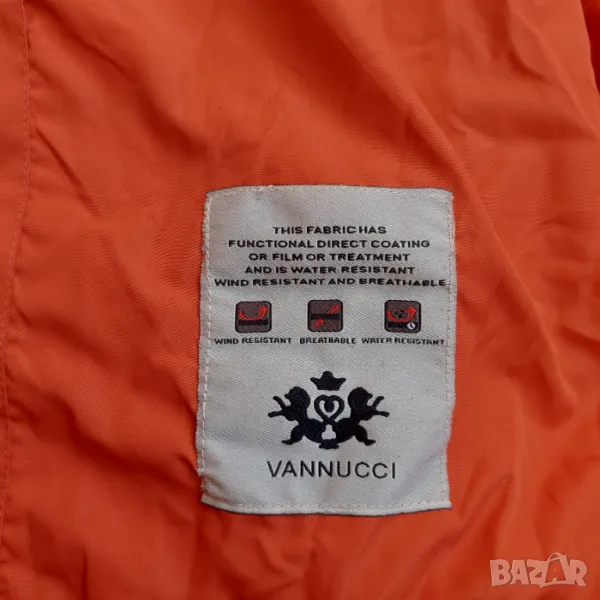 THIS FABRIC HAS
FUNCTIONAL DIRECT COATING
OR FILM OR TREATMENT
AND IS WATER RESISTANT
WIND RESISTANT AND BREATHABLE
WIND RESISTANT BREATHABLE WATER RESISTANT
VANNUCCI
BAZAR